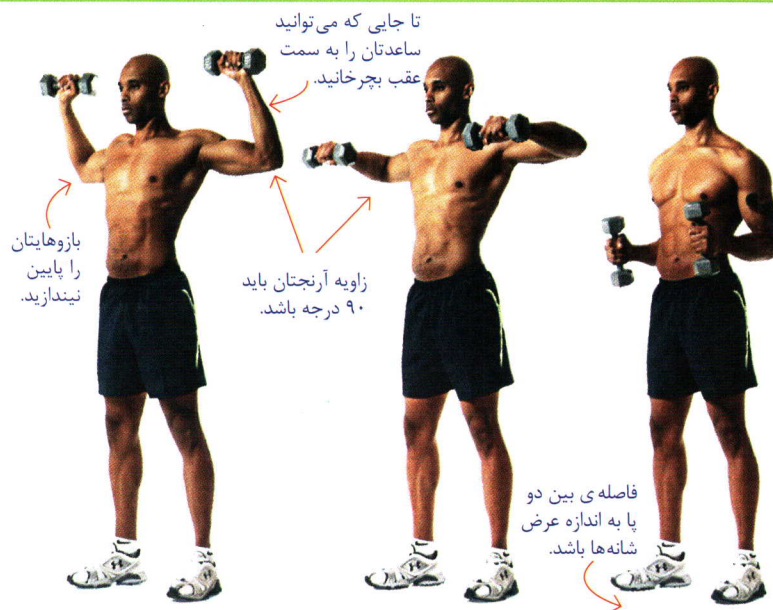 تا جایی که می‌توانید
ساعدتان را به سمت
عقب بچرخانید.
زاویه آرنجتان باید
۹۰ درجه باشد.
بازوهایتان
را پایین
نیندازید.
فاصله‌ی بین دو
پا به اندازه عرض
شانه‌ها باشد.